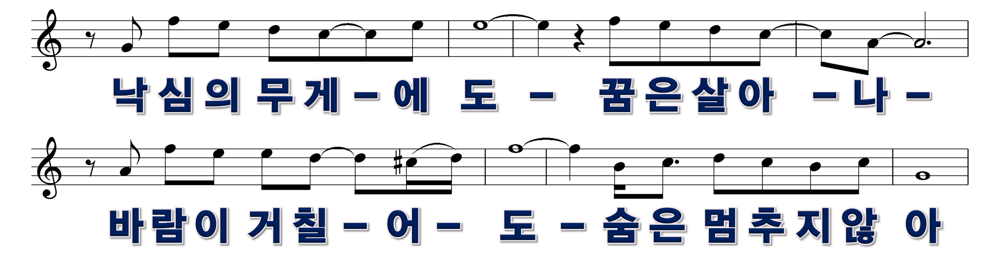 낙심의 무게-에 도 - 꿈은살아 -나-
바람이 거칠-어- 도 -숨은 멈추지않 아